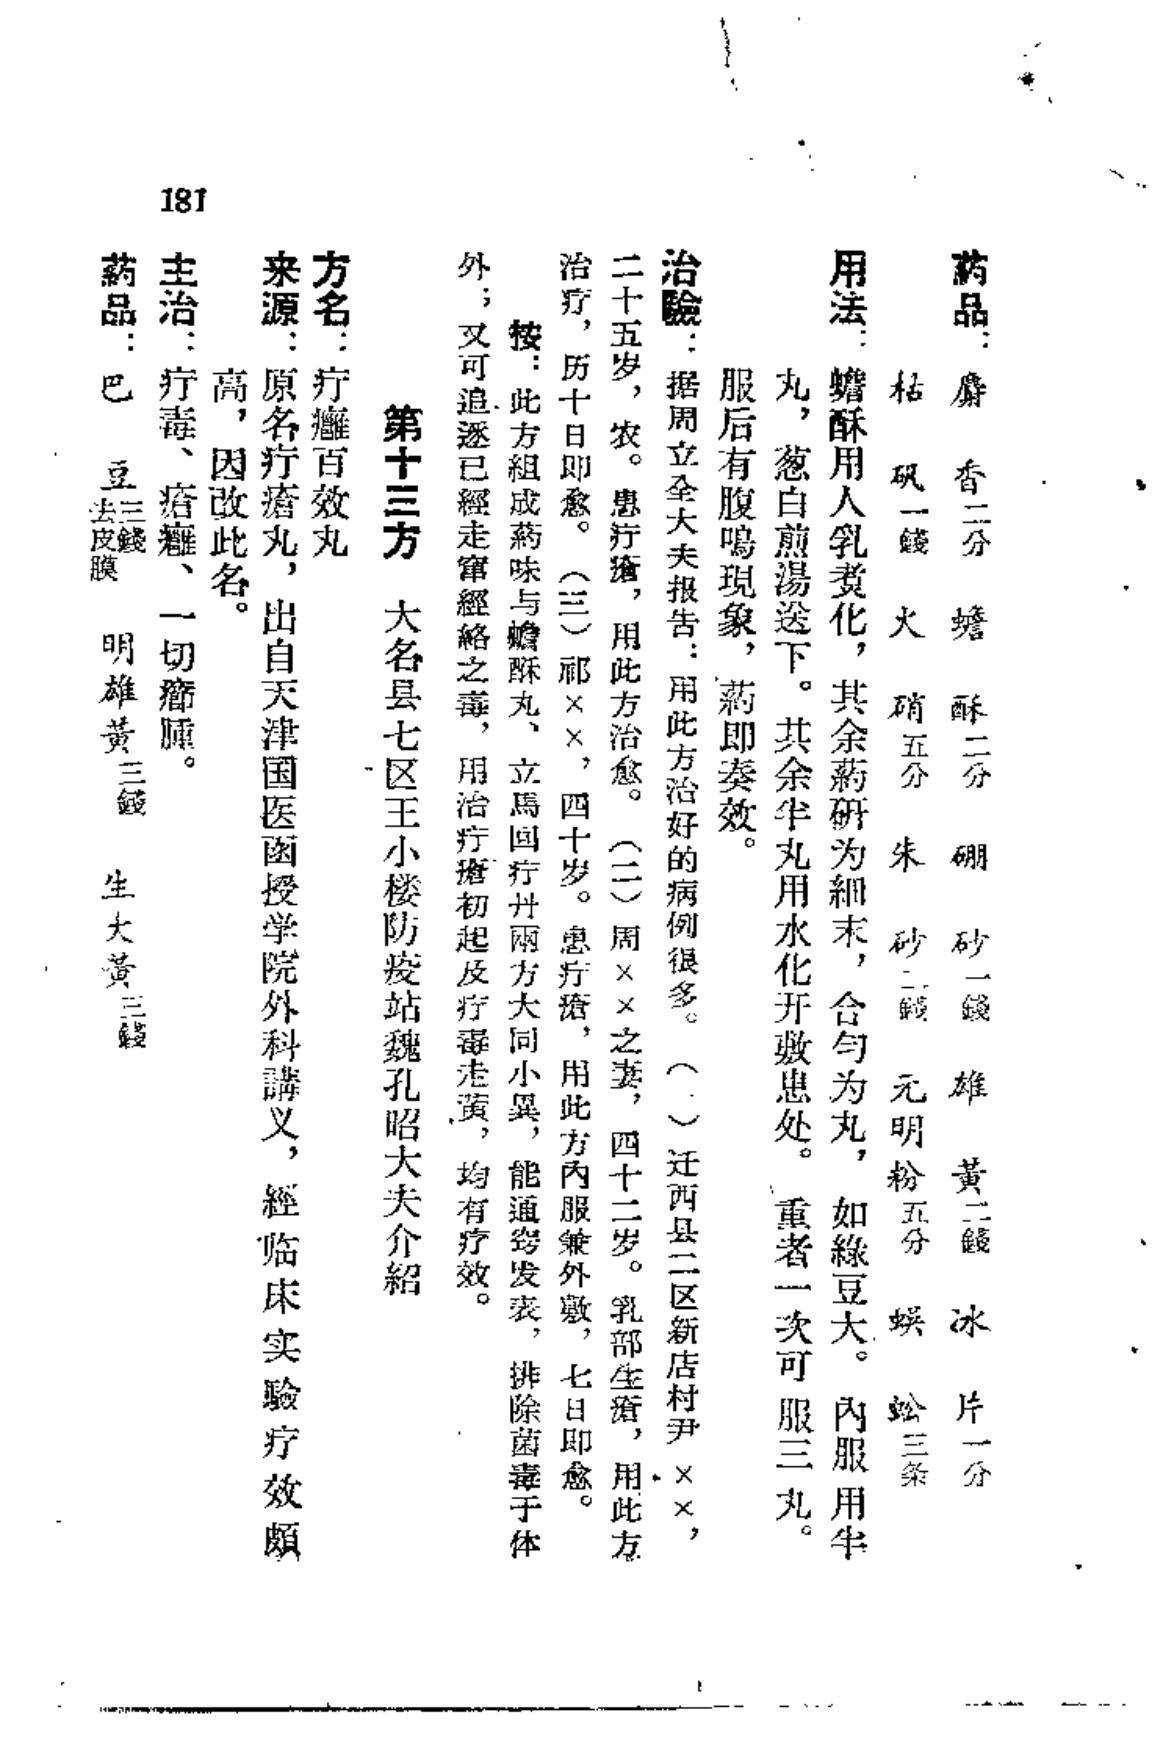 药品：麝香二分　蟾酥二分　硼砂一錢　雄黃二錢　冰片一分
枯矾一錢　火硝五分　朱砂二錢　元明粉五分　蜈蚣三条
用法：蟾酥用人乳煑化，其余药研为細末，合匀为丸，如綠豆大。內服用半
丸，葱白煎湯送下。其余半丸用水化开敷患处。重者一次可服三丸。
服后有腹鳴現象，药即奏效。
治驗：据周立全大夫报告：用此方治好的病例很多。（一）迁西县二区新店村尹××，
二十五岁，农。患疔瘡，用此方治愈。（二）周××之妻，四十二岁。乳部生瘡，用此方
治疗，历十日即愈。（三）祁××，四十岁。患疔瘡，用此方內服兼外敷，七日即愈。
按：此方組成药味与蟾酥丸、立馬回疔丹兩方大同小異，能通窍发表，排除菌毒于体
外；又可追逐已經走窜經絡之毒，用治疔瘡初起及疔毒走黃，均有疗效。
第十三方　大名县七区王小楼防疫站魏孔昭大夫介紹
方名：疔癰百效丸
来源：原名疔瘡丸，出自天津国医函授学院外科講义，經临床实驗疗效頗
高，因改此名。
主治：疔毒、瘡癰、一切癤腫。
药品：巴豆三錢去皮膜　明雄黃三錢　生大黃三錢
181